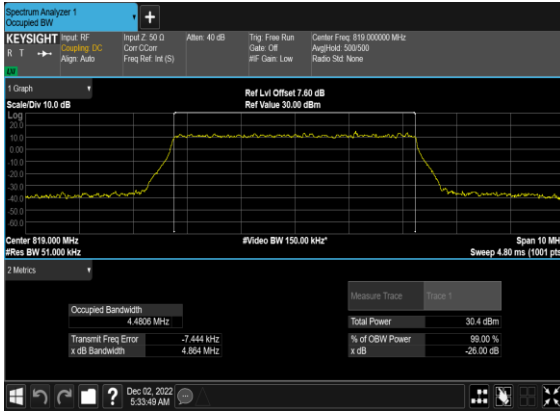 Spectrum Analyzer 1
Occupied BW
+
KEYSIGHT
R T
Input: RF
Coupling: DC
Align: Auto
Input Z: 50 Ω
Corr CCorr
Freq Ref: Int (S)
Atten: 40 dB
Trig: Free Run
Gate: Off
#IF Gain: Low
Center Freq: 819.000000 MHz
Avg|Hold: 500/500
Radio Std: None
1 Graph
Scale/Div 10.0 dB
Ref Lvl Offset 7.60 dB
Ref Value 30.00 dBm
Log
20.0
10.0
0.00
-10.0
-20.0
-30.0
-40.0
-50.0
-60.0
Center 819.000 MHz
#Res BW 51.000 kHz
#Video BW 150.00 kHz*
Span 10 MH
Sweep 4.80 ms (1001 pts
2 Metrics
Measure Trace Trace 1
Occupied Bandwidth
4.4806 MHz
Total Power 30.4 dBm
Transmit Freq Error -7.444 kHz
% of OBW Power 99.00 %
x dB Bandwidth 4.864 MHz
x dB -26.00 dB
?
Dec 02, 2022
5:33:49 AM